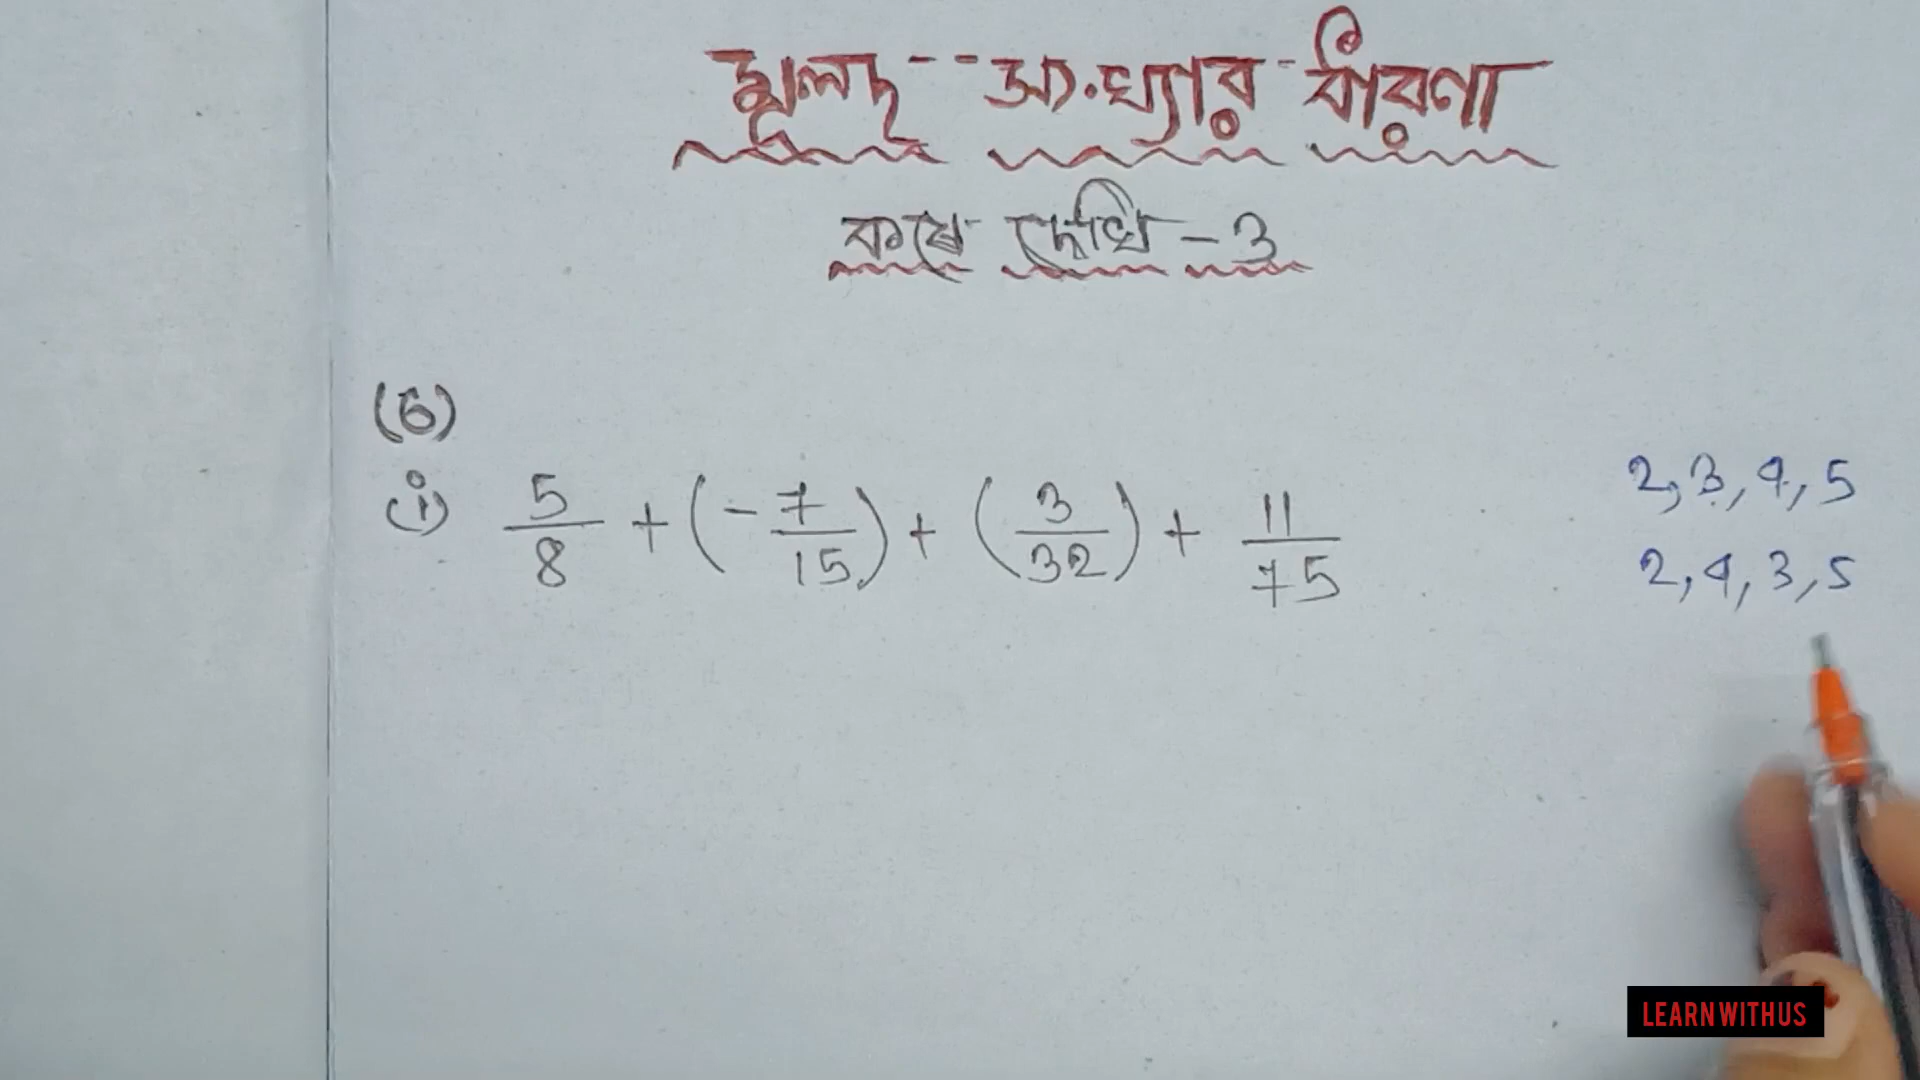 মূলদ সংখ্যার ধারণা
কষে দেখি - 3
(6)
(i) 5/8 + (- 7/15) + (3/32) + 11/75
2, 3, 4, 5
2, 4, 3, 5
LEARN WITH US